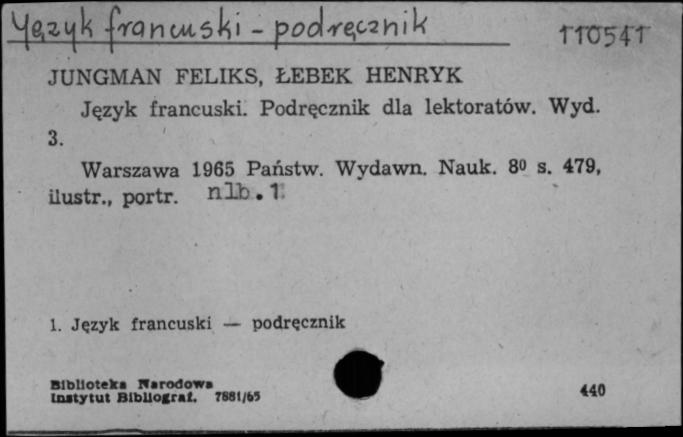 Język francuski - podręcznik
110541
JUNGMAN FELIKS, ŁEBEK HENRYK
Język francuski. Podręcznik dla lektoratów. Wyd.
3.
Warszawa 1965 Państw. Wydawn. Nauk. 8⁰ s. 479,
ilustr., portr. nlb. 1
1. Język francuski — podręcznik
Biblioteka Narodowa
Instytut Bibliograf. 7881/65
440